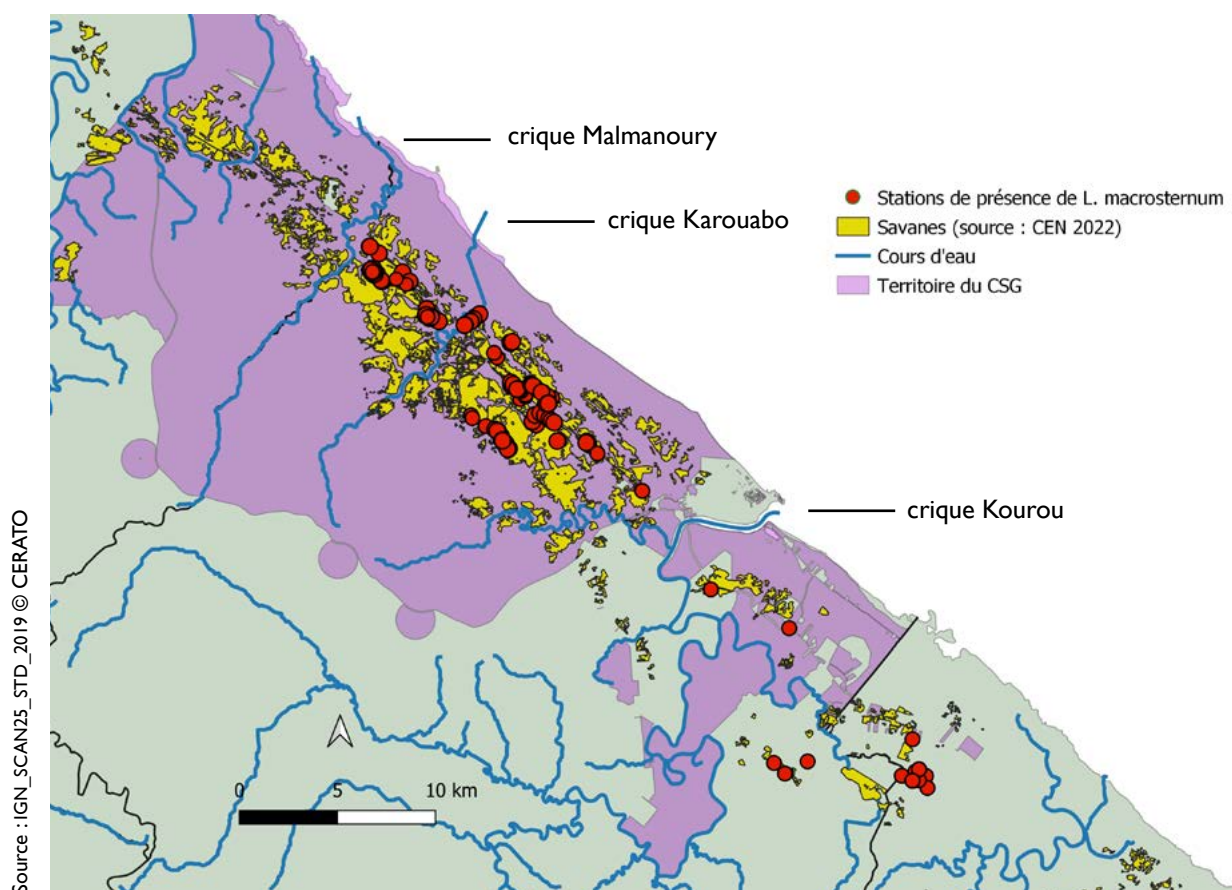 crique Malmanoury
crique Karouabo
Stations de présence de L. macrosternum
Savanes (source : CEN 2022)
Cours d'eau
Territoire du CSG
crique Kourou
0 5 10 km
Source : IGN_SCAN25_STD_2019 © CERATO